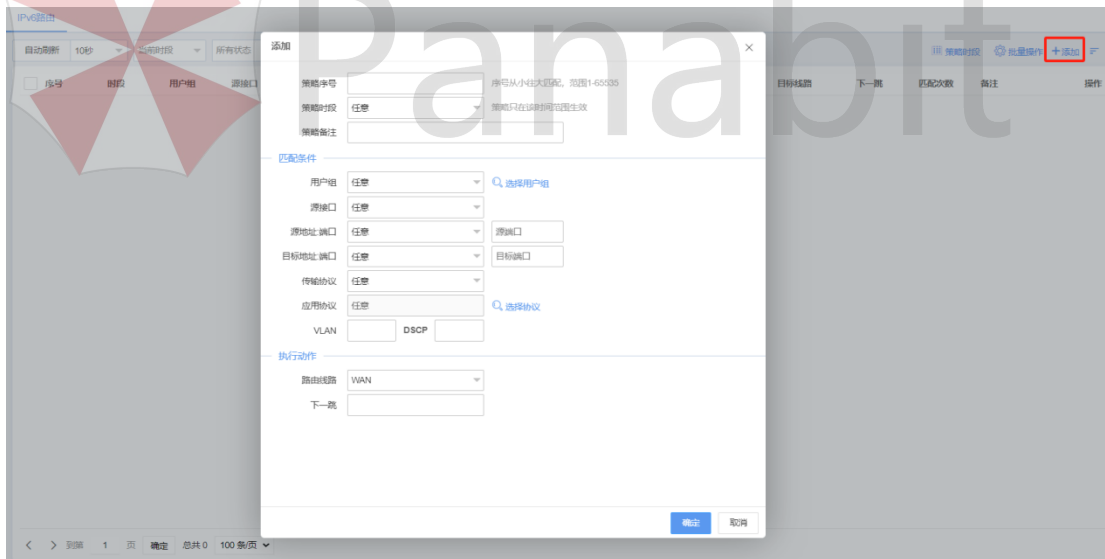 Panabit
IPv6路由
自动刷新 10秒 当前时段 所有状态 策略时段 批量操作 +添加
序号 时段 用户组 源接口 目标线路 下一跳 匹配次数 备注 操作
添加 ×
策略序号 序号从小往大匹配，范围1-65535
策略时段 任意 策略只在该时间范围生效
策略备注
匹配条件
用户组 任意 选择用户组
源接口 任意
源地址:端口 任意 源端口
目标地址:端口 任意 目标端口
传输协议 任意
应用协议 任意 选择协议
VLAN DSCP
执行动作
路由线路 WAN
下一跳
确定 取消
到第 1 页 确定 总共 0 100 条/页